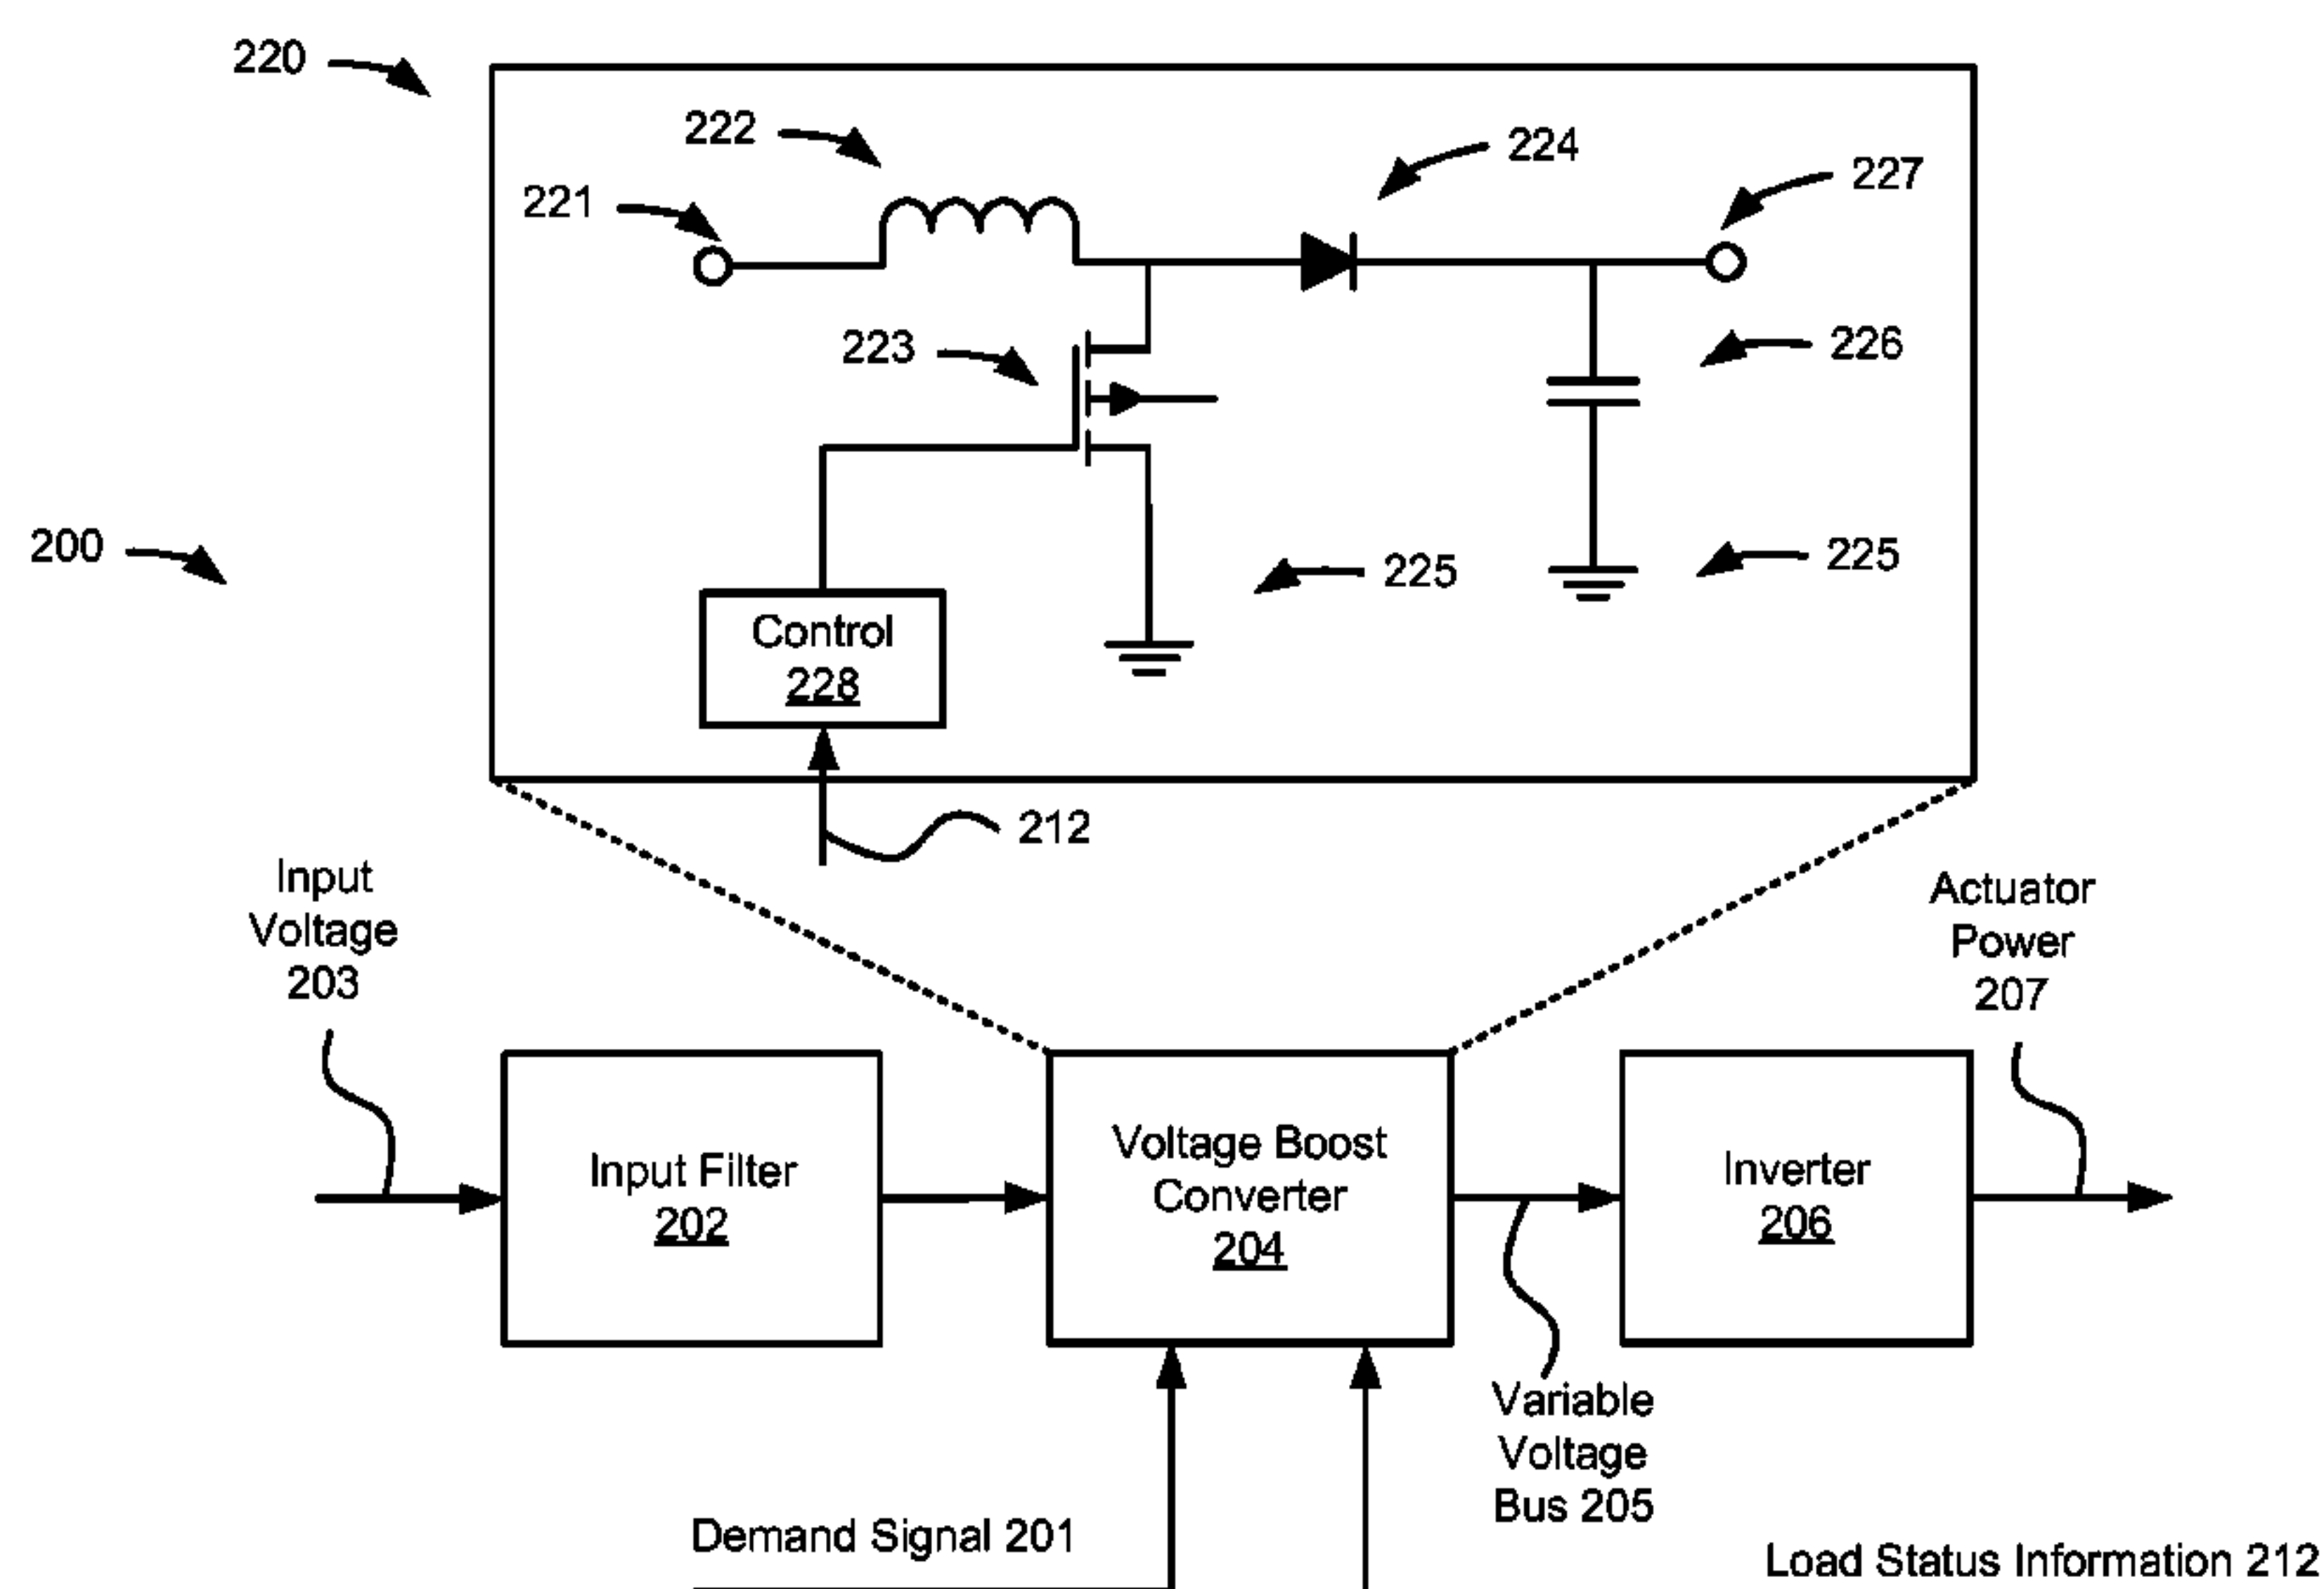 220
222
224
221
227
223
226
200
225
225
Control
228
212
Input
Voltage
203
Actuator
Power
207
Input Filter
202
Voltage Boost
Converter
204
Inverter
206
Variable
Voltage
Bus 205
Demand Signal 201
Load Status Information 212